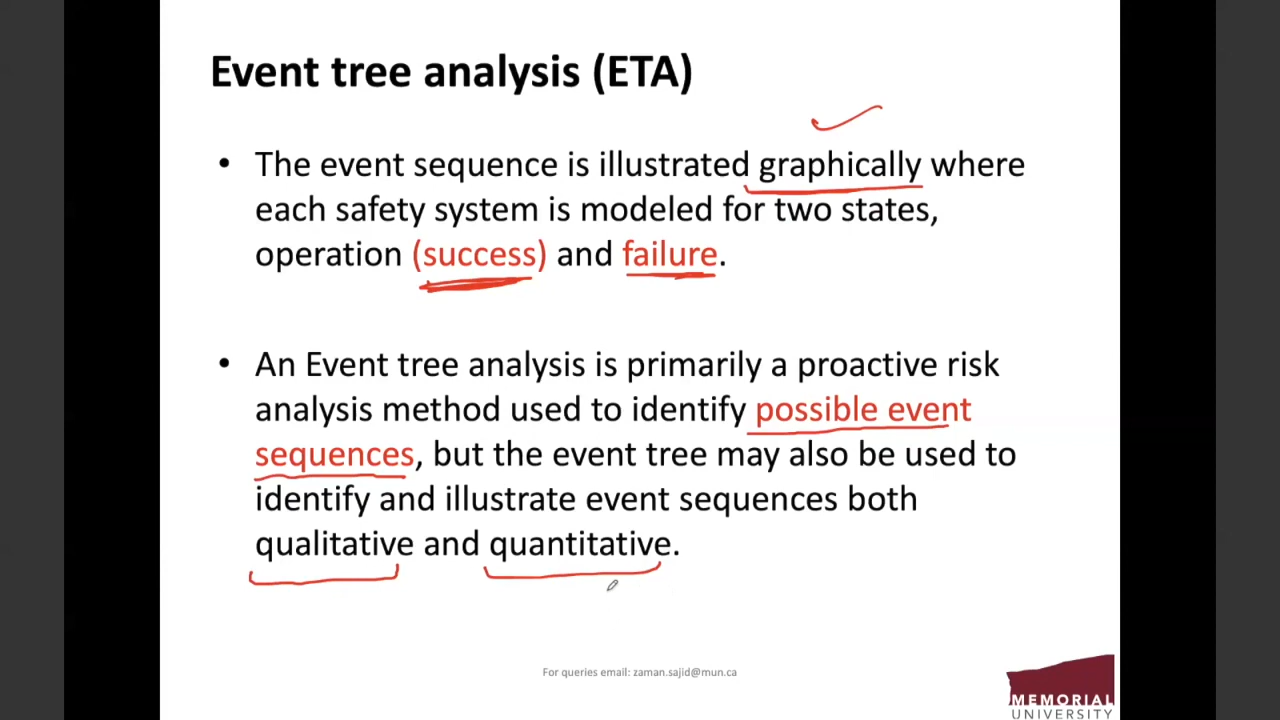 Event tree analysis (ETA)
• The event sequence is illustrated graphically where
each safety system is modeled for two states,
operation (success) and failure.
• An Event tree analysis is primarily a proactive risk
analysis method used to identify possible event
sequences, but the event tree may also be used to
identify and illustrate event sequences both
qualitative and quantitative.
For queries email: zaman.sajid@mun.ca
MEMORIAL
UNIVERSITY